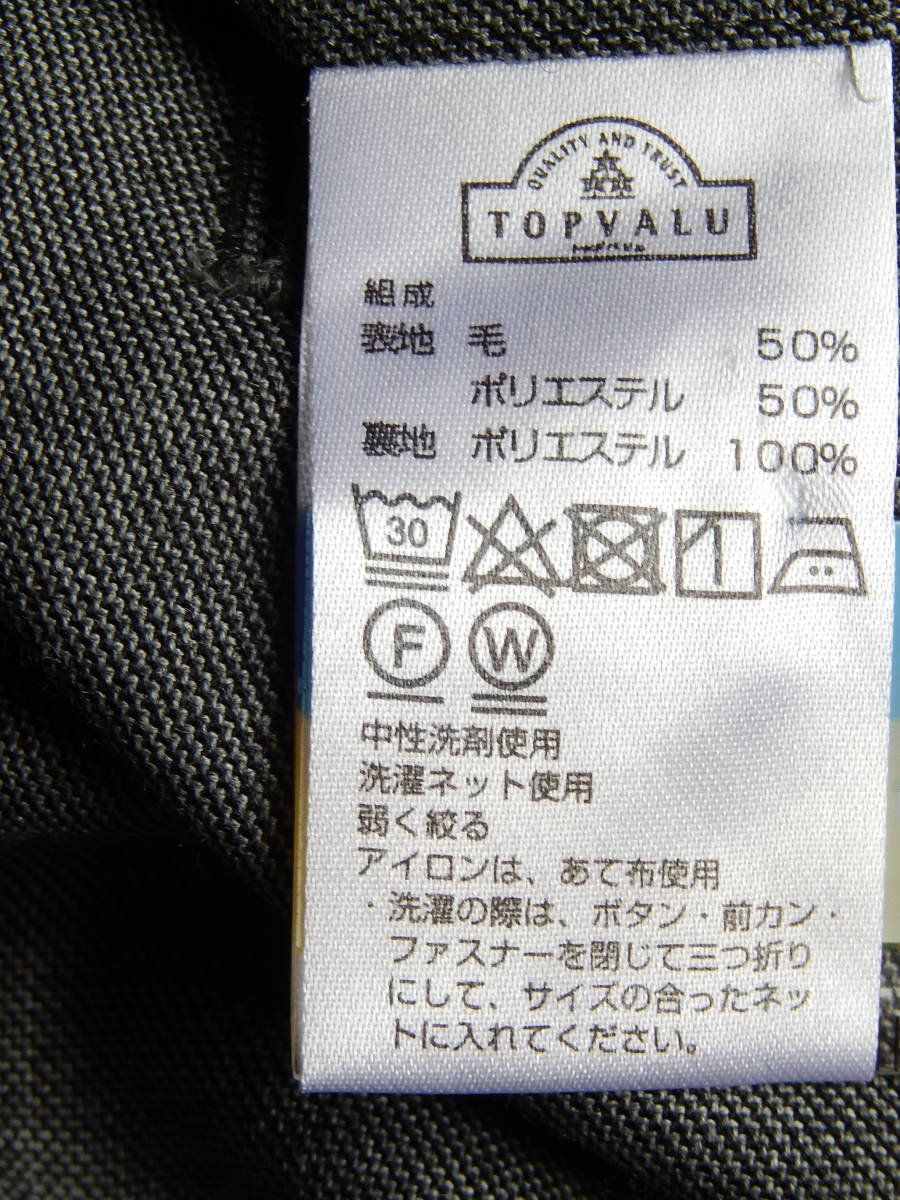 QUALITY AND TRUST
TOPVALU
組成
表地 毛 50%
ポリエステル 50%
裏地 ポリエステル 100%
30
F W
中性洗剤使用
洗濯ネット使用
弱く絞る
アイロンは、あて布使用
・洗濯の際は、ボタン・前カン・
ファスナーを閉じて三つ折り
にして、サイズの合ったネッ
トに入れてください。